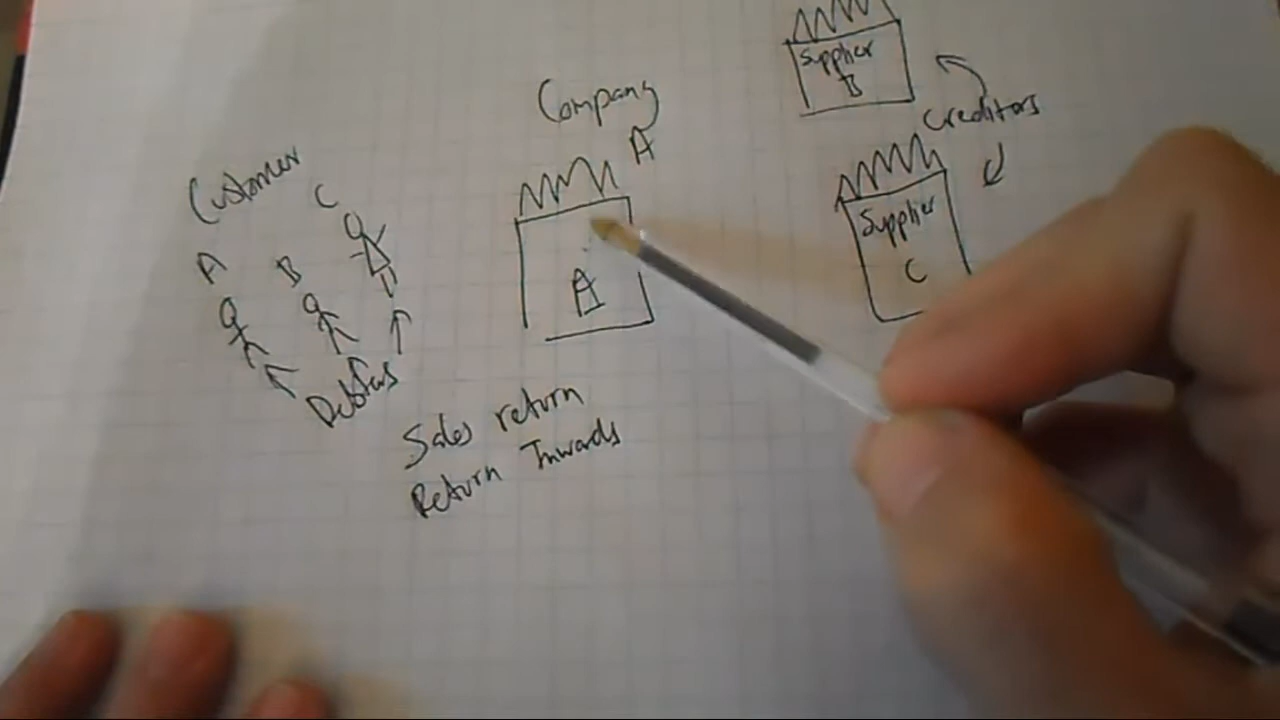 Supplier
B
Company
A
Creditors
Customer
C
A
B
Supplier
C
A
Debtors
Sales return
Return Inwards